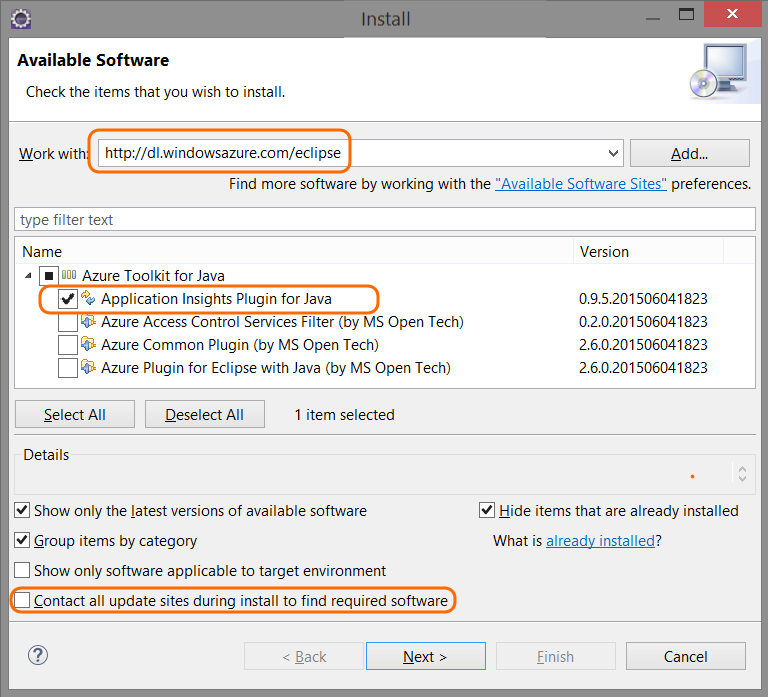 Install
Available Software
Check the items that you wish to install.
Work with: http://dl.windowsazure.com/eclipse Add...
Find more software by working with the "Available Software Sites" preferences.
type filter text
Name Version
Azure Toolkit for Java
Application Insights Plugin for Java 0.9.5.201506041823
Azure Access Control Services Filter (by MS Open Tech) 0.2.0.201506041823
Azure Common Plugin (by MS Open Tech) 2.6.0.201506041823
Azure Plugin for Eclipse with Java (by MS Open Tech) 2.6.0.201506041823
Select All Deselect All 1 item selected
Details
Show only the latest versions of available software Hide items that are already installed
Group items by category What is already installed?
Show only software applicable to target environment
Contact all update sites during install to find required software
? < Back Next > Finish Cancel